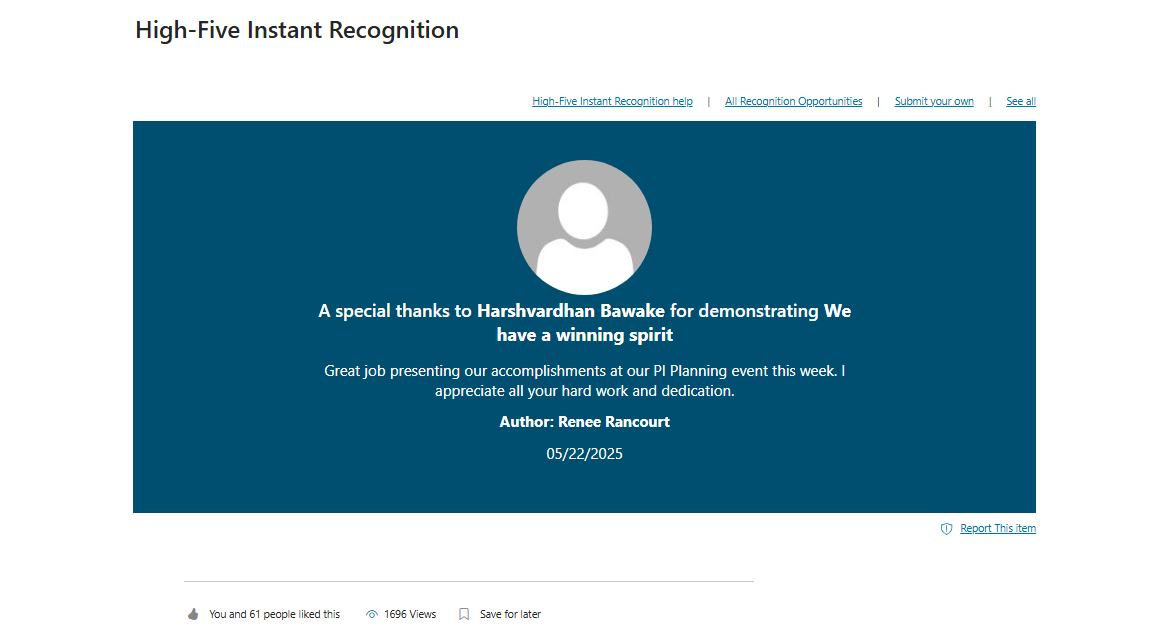 High-Five Instant Recognition
High-Five Instant Recognition help | All Recognition Opportunities | Submit your own | See all
A special thanks to Harshvardhan Bawake for demonstrating We
have a winning spirit
Great job presenting our accomplishments at our PI Planning event this week. I
appreciate all your hard work and dedication.
Author: Renee Rancourt
05/22/2025
Report This item
You and 61 people liked this 1696 Views Save for later